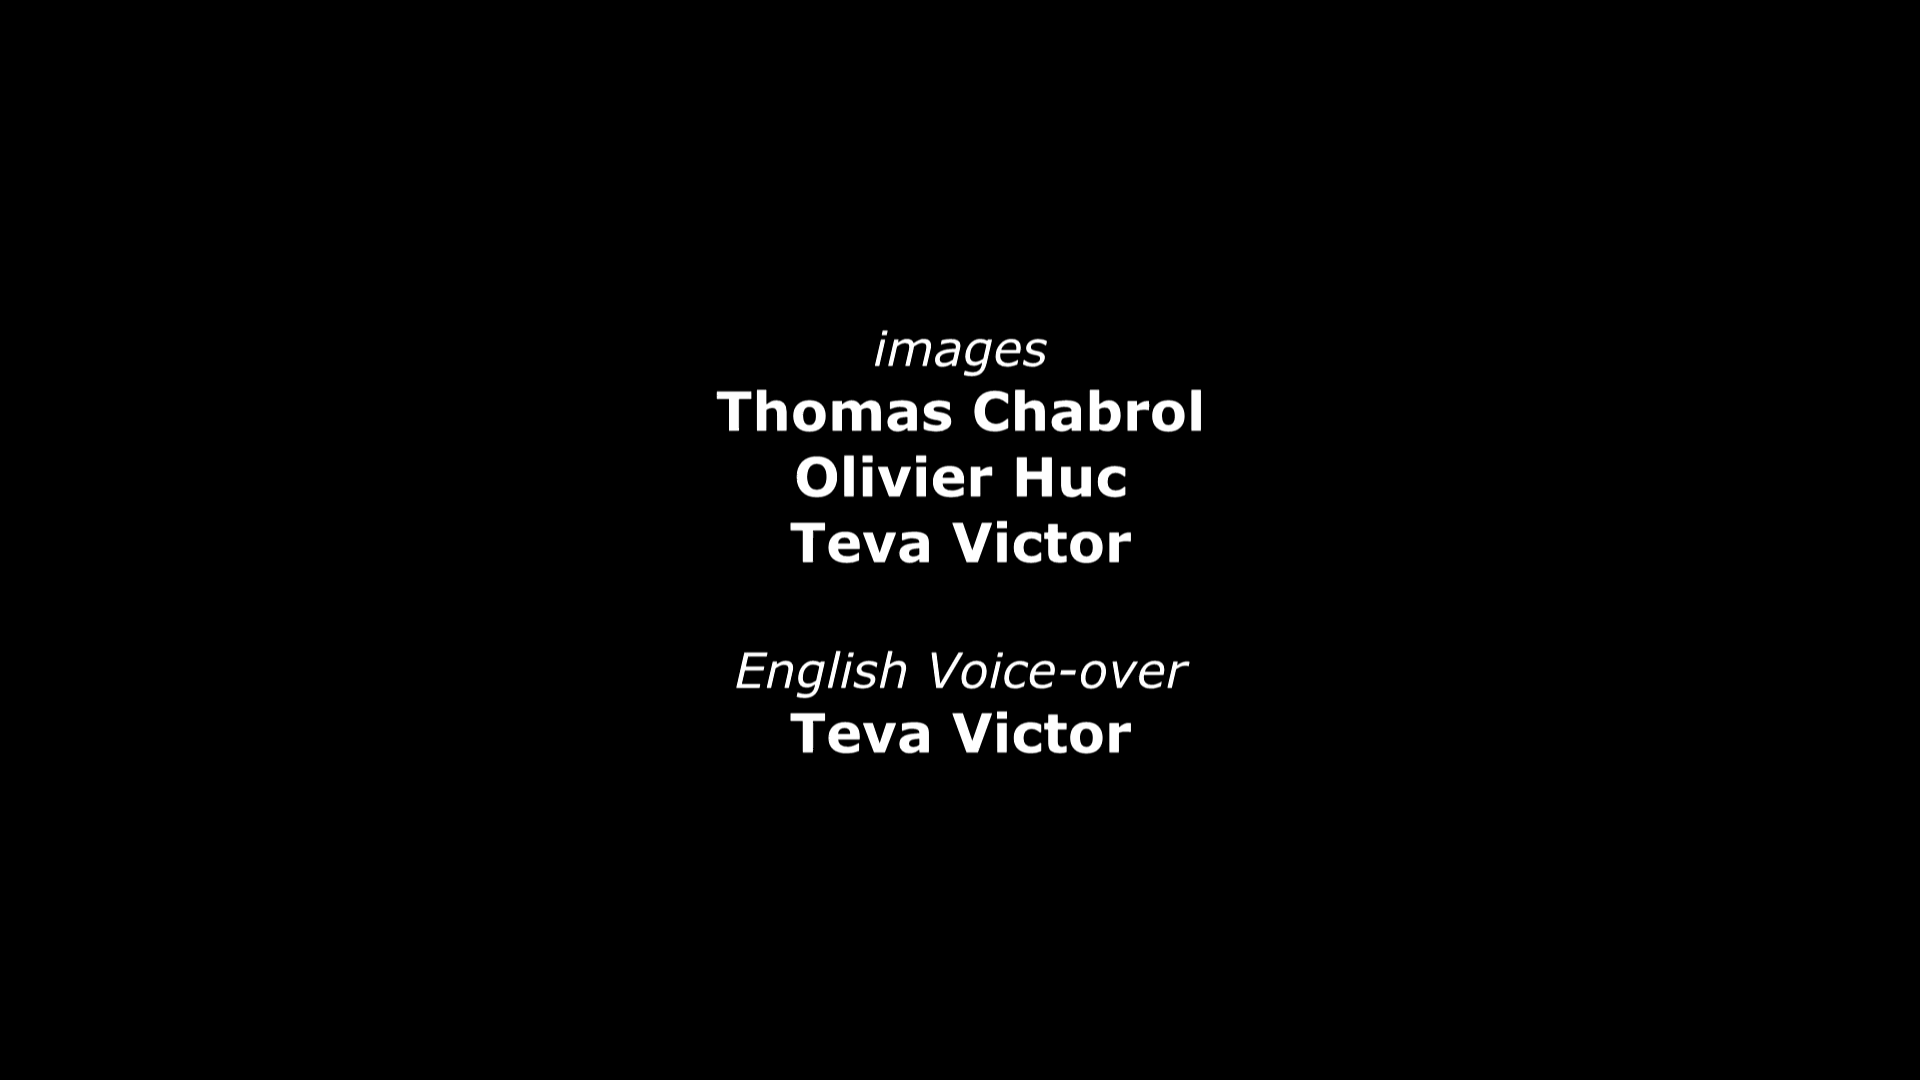 images
Thomas Chabrol
Olivier Huc
Teva Victor
English Voice-over
Teva Victor